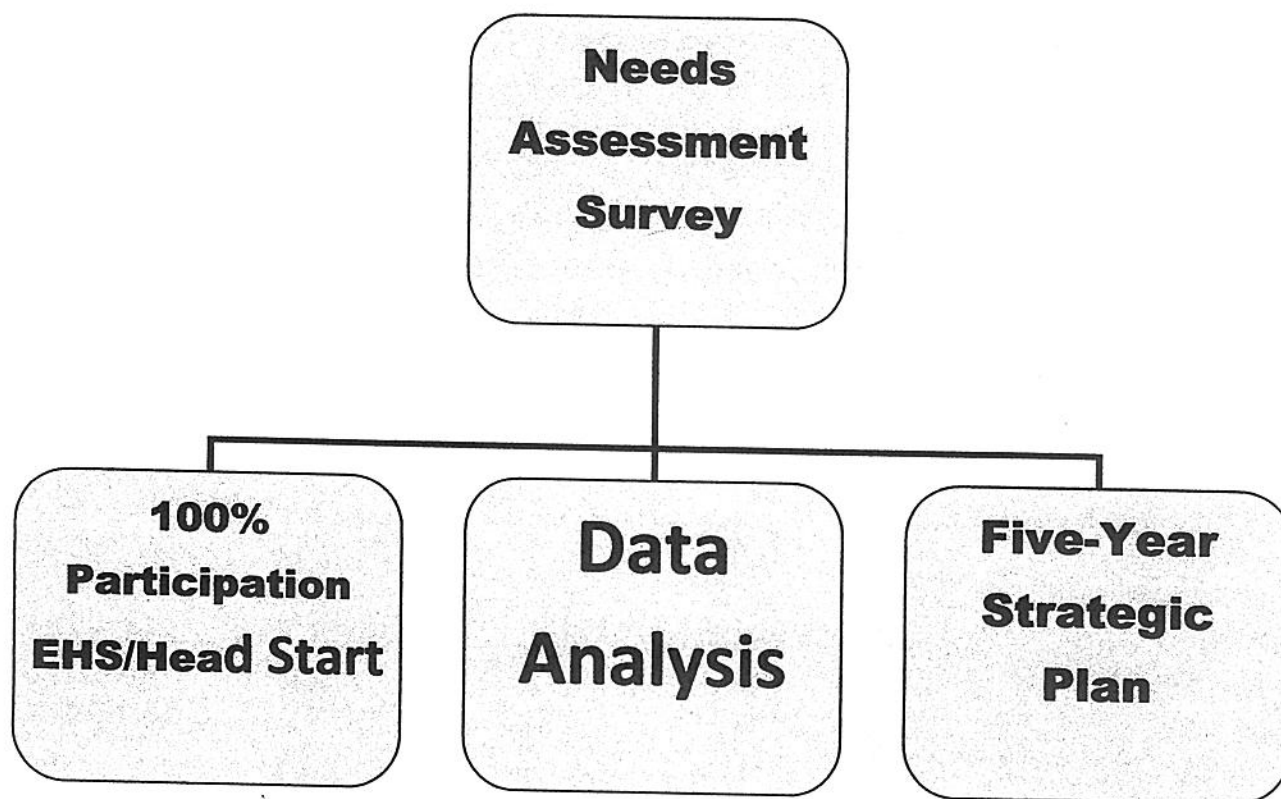 Needs
Assessment
Survey
100%
Participation
EHS/Head Start
Data
Analysis
Five-Year
Strategic
Plan